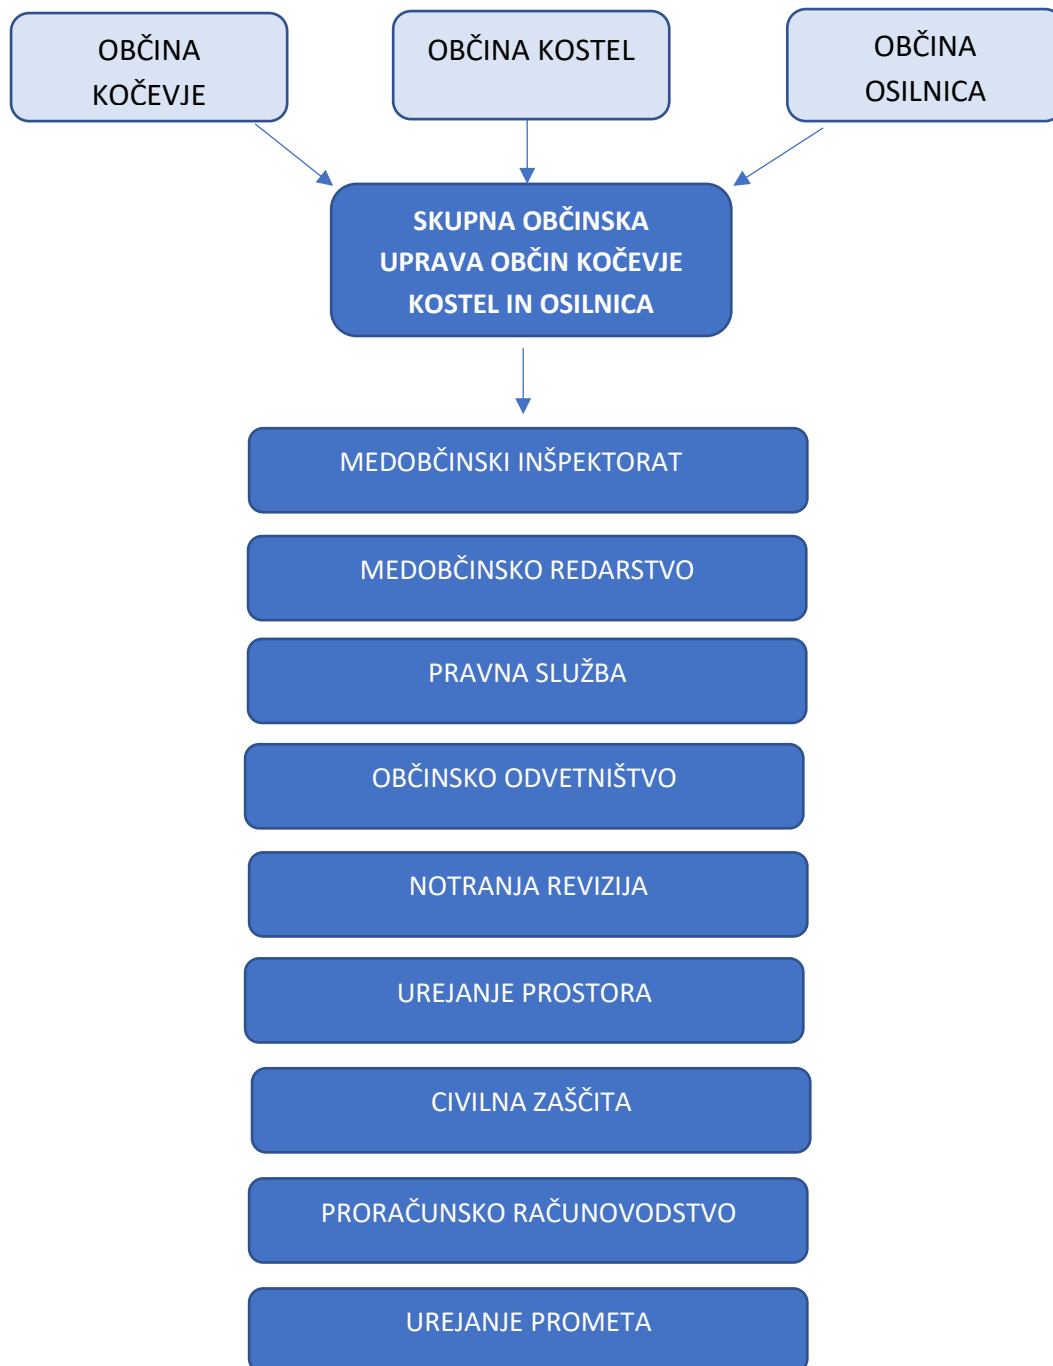 OBČINA
KOČEVJE
OBČINA KOSTEL
OBČINA
OSILNICA
SKUPNA OBČINSKA
UPRAVA OBČIN KOČEVJE
KOSTEL IN OSILNICA
MEDOBČINSKI INŠPEKTORAT
MEDOBČINSKO REDARSTVO
PRAVNA SLUŽBA
OBČINSKO ODVETNIŠTVO
NOTRANJA REVIZIJA
UREJANJE PROSTORA
CIVILNA ZAŠČITA
PRORAČUNSKO RAČUNOVODSTVO
UREJANJE PROMETA